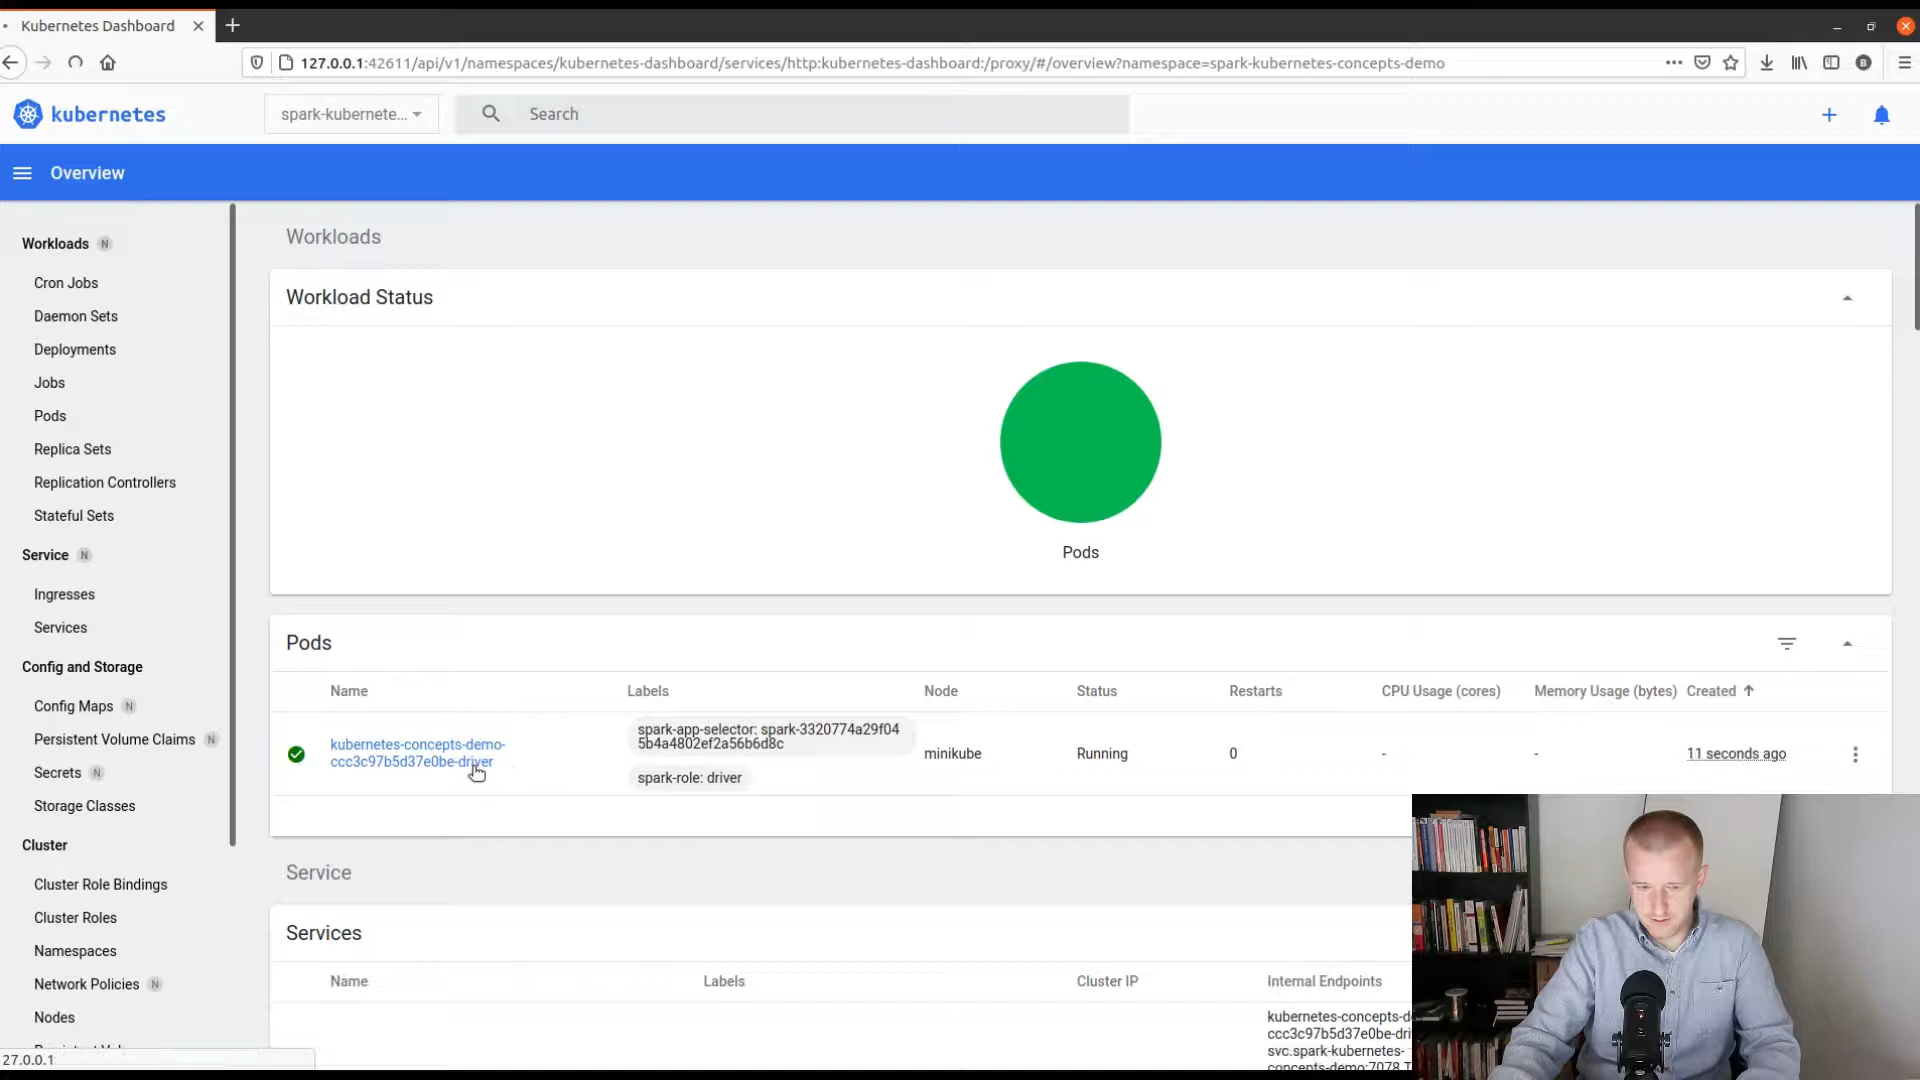 Kubernetes Dashboard
127.0.0.1:42611/api/v1/namespaces/kubernetes-dashboard/services/http:kubernetes-dashboard:/proxy/#/overview?namespace=spark-kubernetes-concepts-demo
kubernetes
spark-kubernete...
Search
Overview
Workloads N
Cron Jobs
Daemon Sets
Deployments
Jobs
Pods
Replica Sets
Replication Controllers
Stateful Sets
Service N
Ingresses
Services
Config and Storage
Config Maps N
Persistent Volume Claims N
Secrets N
Storage Classes
Cluster
Cluster Role Bindings
Cluster Roles
Namespaces
Network Policies N
Nodes
27.0.0.1
Workloads
Workload Status
Pods
Pods
Name Labels Node Status Restarts CPU Usage (cores) Memory Usage (bytes) Created
kubernetes-concepts-demo-
ccc3c97b5d37e0be-driver
spark-app-selector: spark-3320774a29f04
5b4a4802ef2a56b6d8c
spark-role: driver
minikube
Running
0
-
-
11 seconds ago
Service
Services
Name Labels Cluster IP Internal Endpoints
kubernetes-concepts-d
ccc3c97b5d37e0be-dri
svc.spark-kubernetes-
concepts-demo:7078 T